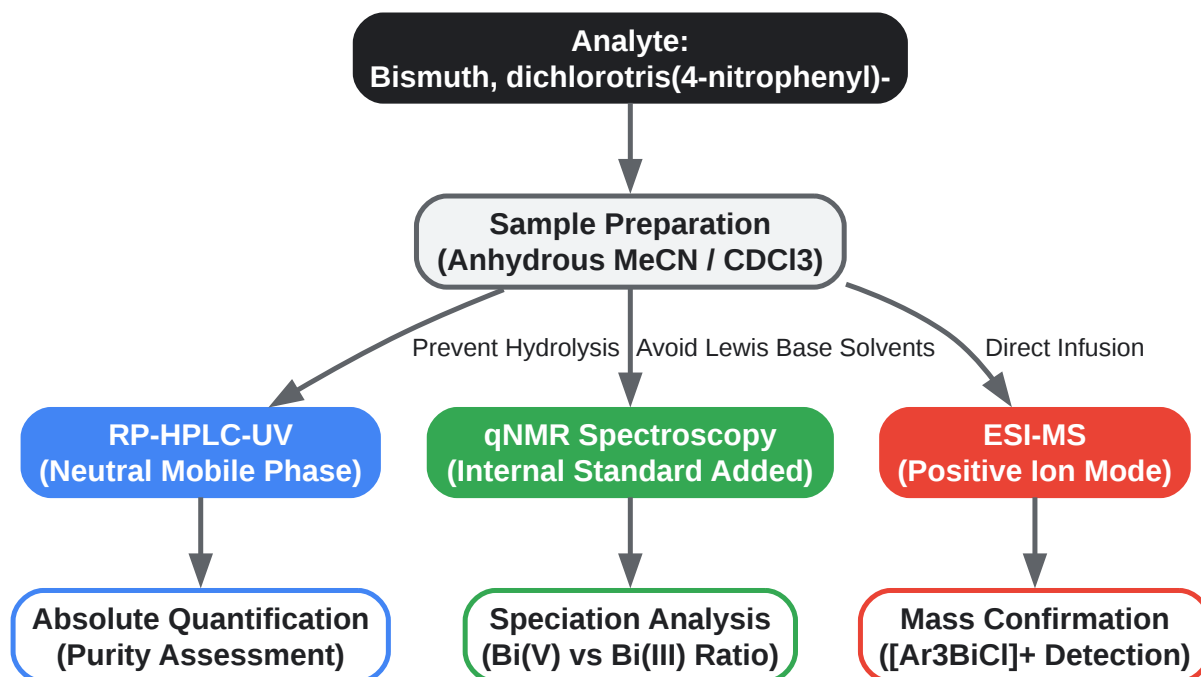 Analyte:
Bismuth, dichlorotris(4-nitrophenyl)-
Sample Preparation
(Anhydrous MeCN / CDCl3)
Prevent Hydrolysis
Avoid Lewis Base Solvents
Direct Infusion
RP-HPLC-UV
(Neutral Mobile Phase)
qNMR Spectroscopy
(Internal Standard Added)
ESI-MS
(Positive Ion Mode)
Absolute Quantification
(Purity Assessment)
Speciation Analysis
(Bi(V) vs Bi(III) Ratio)
Mass Confirmation
([Ar3BiCl]+ Detection)